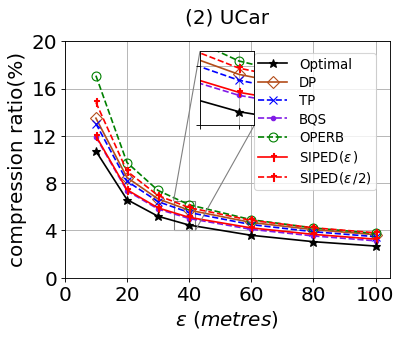 (2) UCar
compression ratio(%)
20
16
12
8
4
0
Optimal
DP
TP
BQS
OPERB
SIPED(ε)
SIPED(ε/2)
0 20 40 60 80 100
ε (metres)